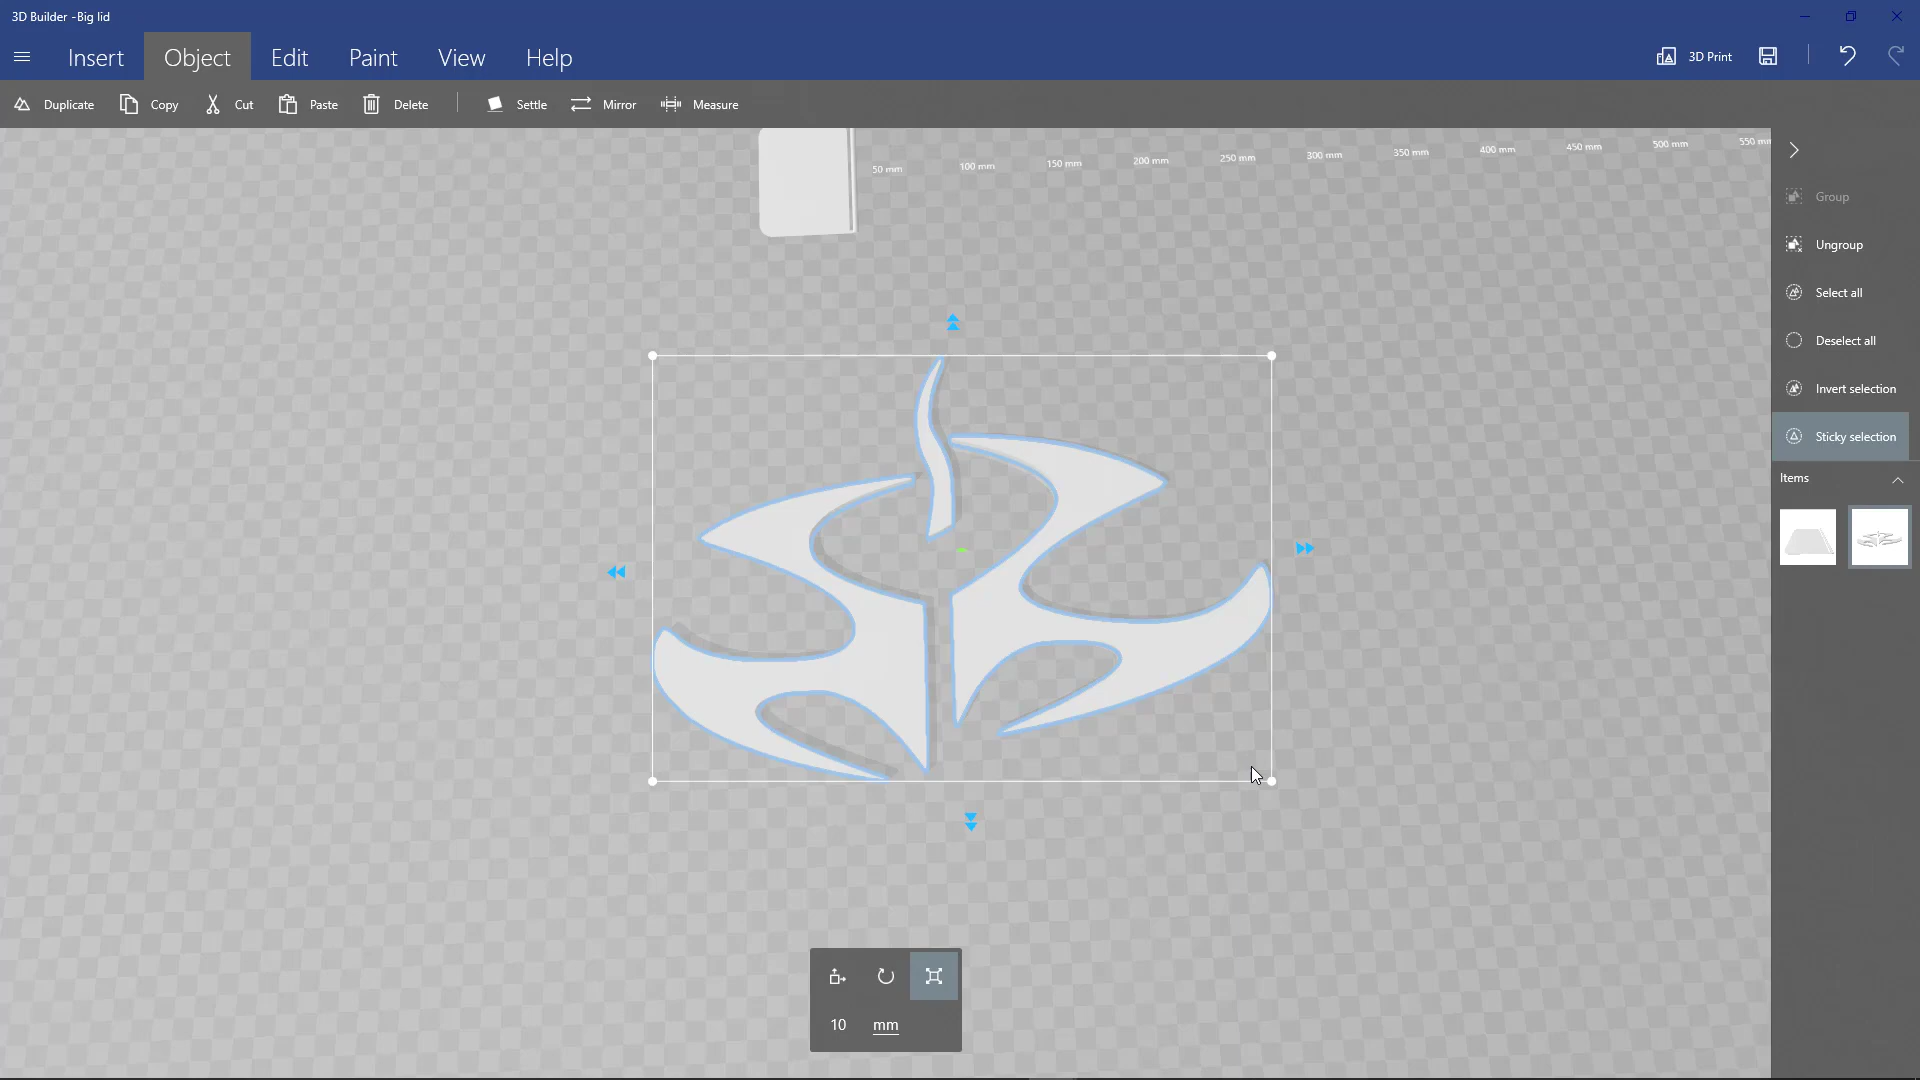 3D Builder -Big lid
Insert Object Edit Paint View Help 3D Print
Duplicate Copy Cut Paste Delete Settle Mirror Measure
50 mm 100 mm 150 mm 200 mm 250 mm 300 mm 350 mm 400 mm 450 mm 500 mm 550 mm
Group
Ungroup
Select all
Deselect all
Invert selection
Sticky selection
Items
10 mm